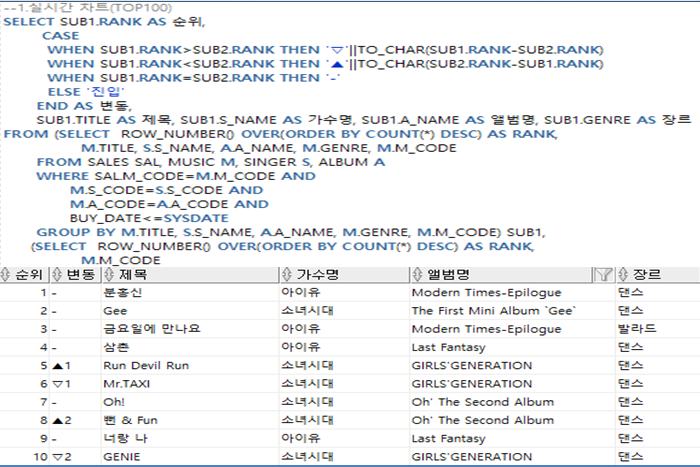 --1.실시간 차트(TOP100)
SELECT SUB1.RANK AS 순위,
CASE
WHEN SUB1.RANK>SUB2.RANK THEN '▽'||TO_CHAR(SUB1.RANK-SUB2.RANK)
WHEN SUB1.RANK<SUB2.RANK THEN '▲'||TO_CHAR(SUB2.RANK-SUB1.RANK)
WHEN SUB1.RANK=SUB2.RANK THEN '-'
ELSE '진입'
END AS 변동,
SUB1.TITLE AS 제목, SUB1.S_NAME AS 가수명, SUB1.A_NAME AS 앨범명, SUB1.GENRE AS 장르
FROM (SELECT ROW_NUMBER() OVER(ORDER BY COUNT(*) DESC) AS RANK,
M.TITLE, S.S_NAME, A.A_NAME, M.GENRE, M.M_CODE
FROM SALES SAL, MUSIC M, SINGER S, ALBUM A
WHERE SAL.M_CODE=M.M_CODE AND
M.S_CODE=S.S_CODE AND
M.A_CODE=A.A_CODE AND
BUY_DATE<=SYSDATE
GROUP BY M.TITLE, S.S_NAME, A.A_NAME, M.GENRE, M.M_CODE) SUB1,
(SELECT ROW_NUMBER() OVER(ORDER BY COUNT(*) DESC) AS RANK,
M.M_CODE
순위 변동 제목 가수명 앨범명 장르
1 - 분홍신 아이유 Modern Times-Epilogue 댄스
2 - Gee 소녀시대 The First Mini Album `Gee` 댄스
3 - 금요일에 만나요 아이유 Modern Times-Epilogue 발라드
4 - 삼촌 아이유 Last Fantasy 댄스
5 ▲1 Run Devil Run 소녀시대 GIRLS`GENERATION 댄스
6 ▽1 Mr.TAXI 소녀시대 GIRLS`GENERATION 댄스
7 - Oh! 소녀시대 Oh' The Second Album 댄스
8 ▲2 뻔 & Fun 소녀시대 Oh' The Second Album 댄스
9 - 너랑 나 아이유 Last Fantasy 댄스
10 ▽2 GENIE 소녀시대 GIRLS`GENERATION 댄스